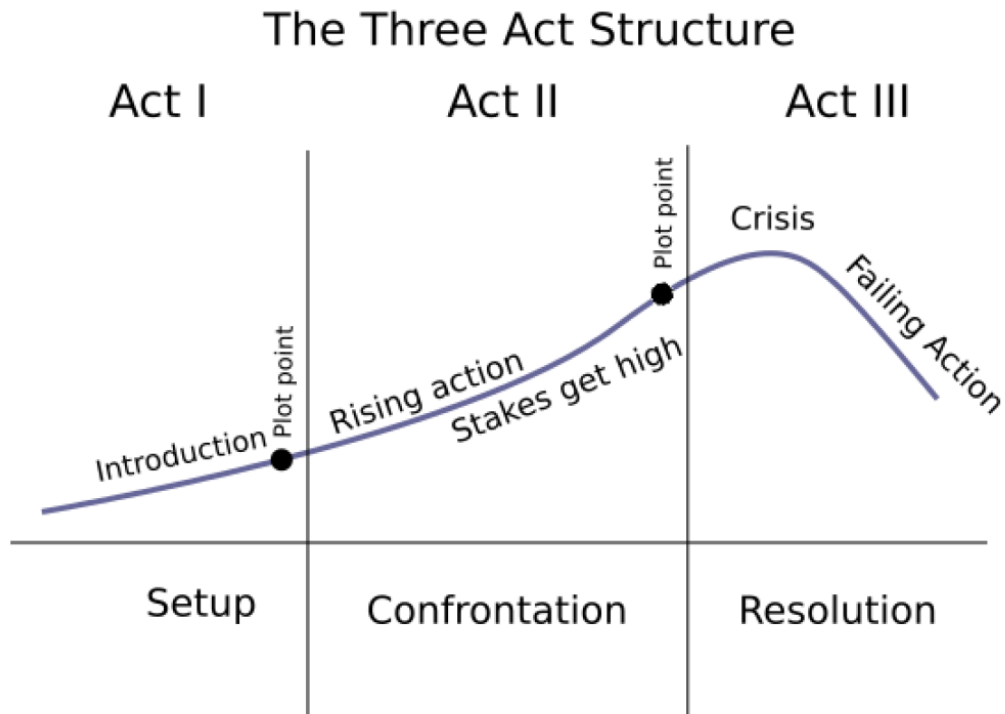 The Three Act Structure
Act I
Act II
Act III
Introduction
Plot point
Rising action
Stakes get high
Plot point
Crisis
Failing Action
Setup
Confrontation
Resolution